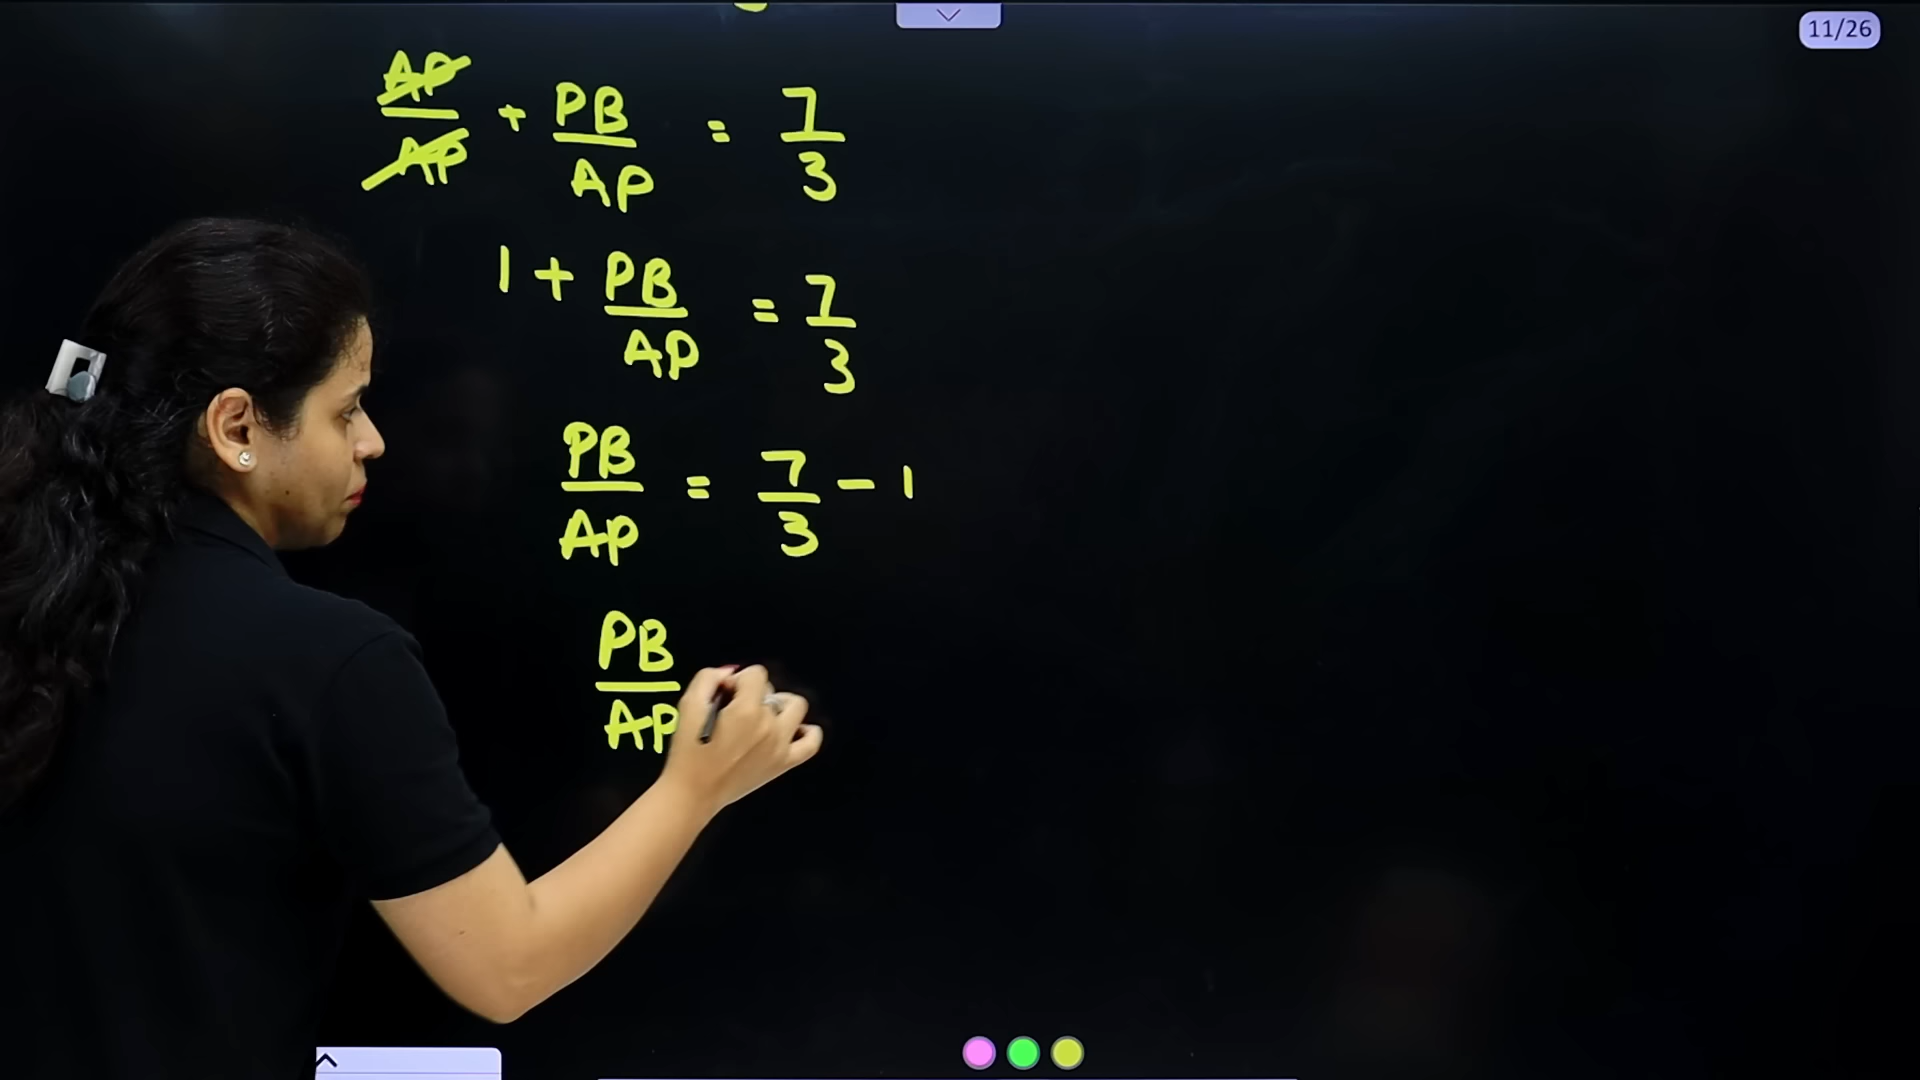 11/26
AP/AP + PB/AP = 7/3
1 + PB/AP = 7/3
PB/AP = 7/3 - 1
PB/AP